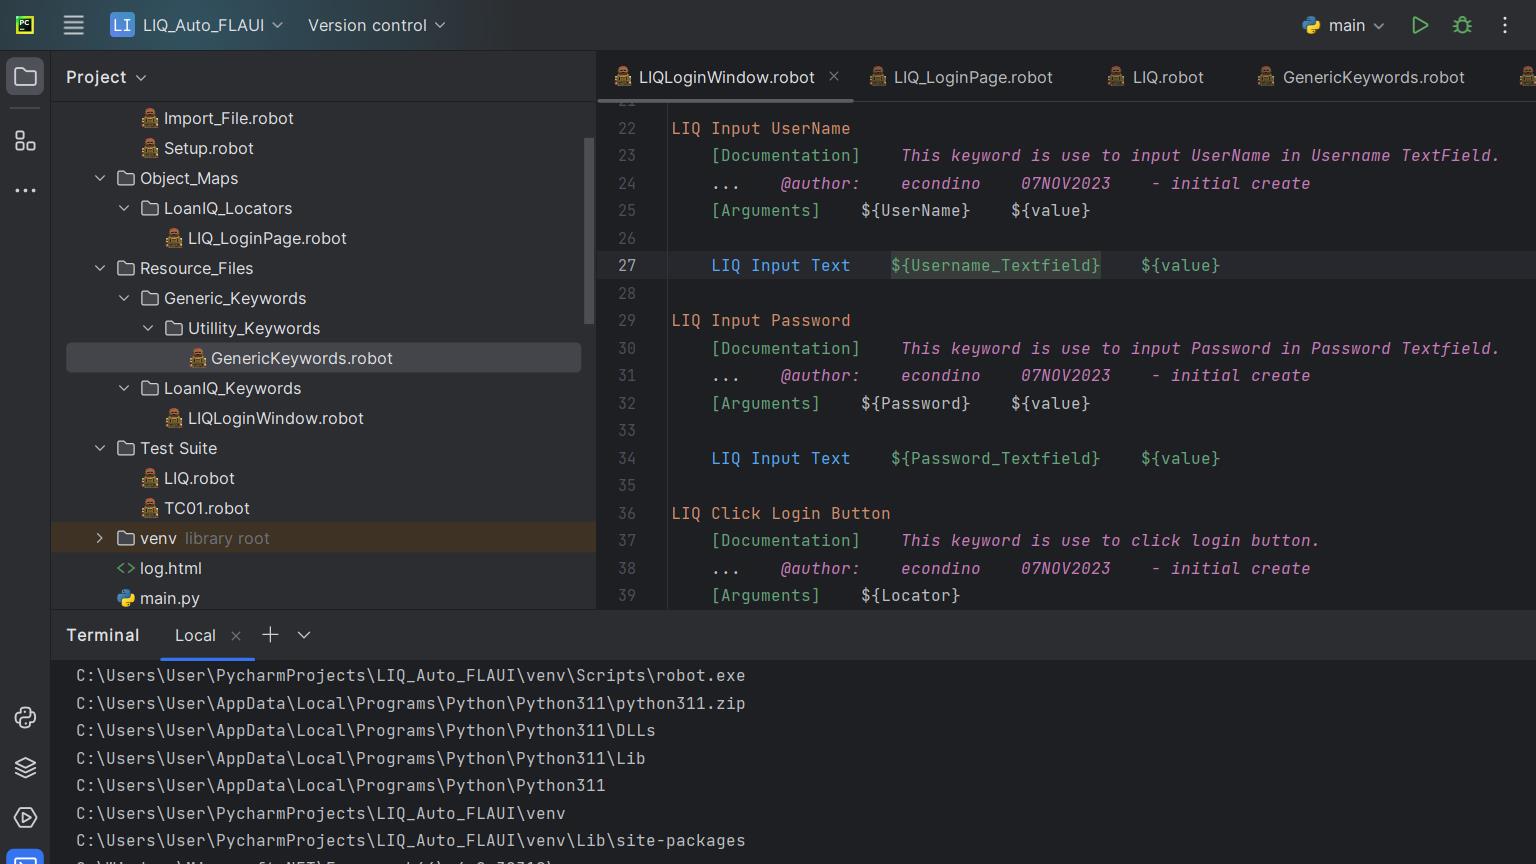 PC
LI LIQ_Auto_FLAUI Version control main
Project
LIQLoginWindow.robot LIQ_LoginPage.robot LIQ.robot GenericKeywords.robot
Import_File.robot
Setup.robot
Object_Maps
LoanIQ_Locators
LIQ_LoginPage.robot
Resource_Files
Generic_Keywords
Utillity_Keywords
GenericKeywords.robot
LoanIQ_Keywords
LIQLoginWindow.robot
Test Suite
LIQ.robot
TC01.robot
venv library root
log.html
main.py
21
22 LIQ Input UserName
23 [Documentation] This keyword is use to input UserName in Username TextField.
24 ... @author: econdino 07NOV2023 - initial create
25 [Arguments] ${UserName} ${value}
26
27 LIQ Input Text ${Username_Textfield} ${value}
28
29 LIQ Input Password
30 [Documentation] This keyword is use to input Password in Password Textfield.
31 ... @author: econdino 07NOV2023 - initial create
32 [Arguments] ${Password} ${value}
33
34 LIQ Input Text ${Password_Textfield} ${value}
35
36 LIQ Click Login Button
37 [Documentation] This keyword is use to click login button.
38 ... @author: econdino 07NOV2023 - initial create
39 [Arguments] ${Locator}
Terminal Local
C:\Users\User\PycharmProjects\LIQ_Auto_FLAUI\venv\Scripts\robot.exe
C:\Users\User\AppData\Local\Programs\Python\Python311\python311.zip
C:\Users\User\AppData\Local\Programs\Python\Python311\DLLs
C:\Users\User\AppData\Local\Programs\Python\Python311\Lib
C:\Users\User\AppData\Local\Programs\Python\Python311
C:\Users\User\PycharmProjects\LIQ_Auto_FLAUI\venv
C:\Users\User\PycharmProjects\LIQ_Auto_FLAUI\venv\Lib\site-packages